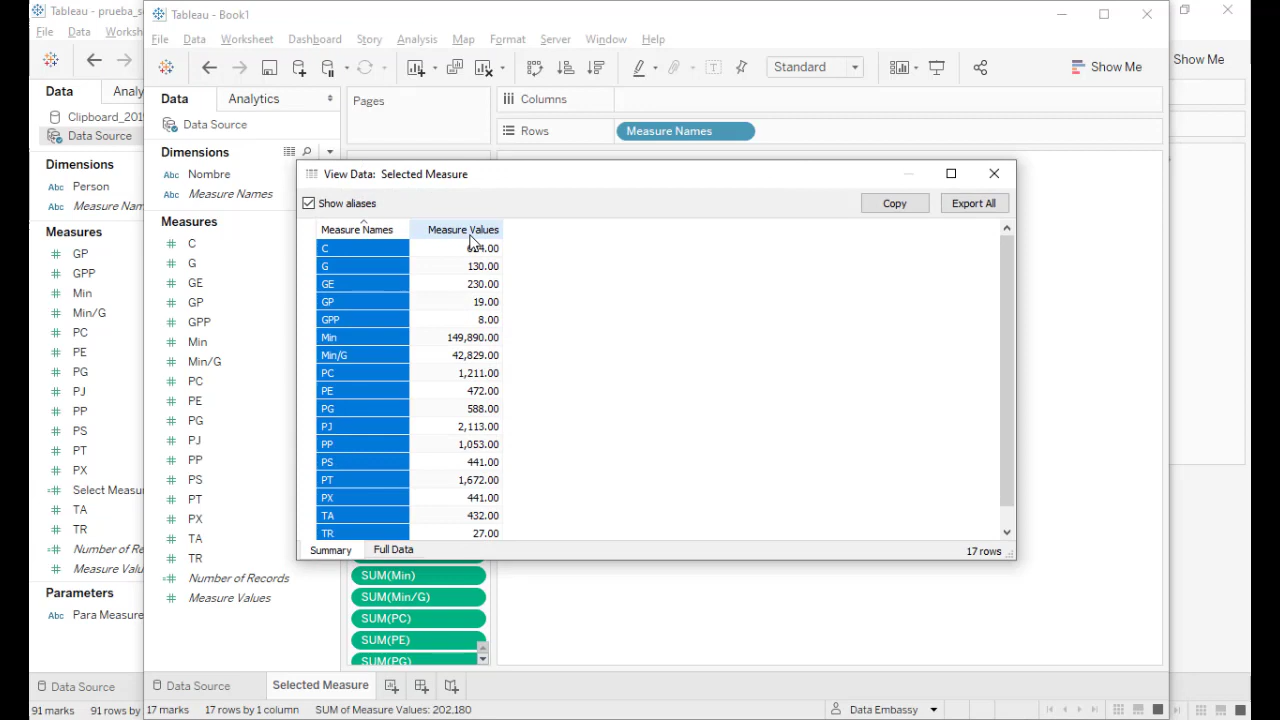 Tableau - prueba_s
File Data Worksh
Data Analy
Clipboard_201
Data Source
Dimensions
Abc Person
Abc Measure Nam
Measures
GP
GPP
Min
Min/G
PC
PE
PG
PJ
PP
PS
PT
PX
Select Measu
TA
TR
Number of Re
Measure Valu
Parameters
Abc Para Measure
Data Source
91 marks 91 rows by
Tableau - Book1
File Data Worksheet Dashboard Story Analysis Map Format Server Window Help
Standard
Show Me
Show Me
Data Analytics
Data Source
Dimensions
Abc Nombre
Abc Measure Names
Measures
C
G
GE
GP
GPP
Min
Min/G
PC
PE
PG
PJ
PP
PS
PT
PX
TA
TR
Number of Records
Measure Values
Pages
Columns
Rows Measure Names
View Data: Selected Measure
Show aliases Copy Export All
Measure Names Measure Values
C
G 130.00
GE 230.00
GP 19.00
GPP 8.00
Min 149,890.00
Min/G 42,829.00
PC 1,211.00
PE 472.00
PG 588.00
PJ 2,113.00
PP 1,053.00
PS 441.00
PT 1,672.00
PX 441.00
TA 432.00
TR 27.00
Summary Full Data 17 rows
SUM(Min)
SUM(Min/G)
SUM(PC)
SUM(PE)
SUM(PG)
Data Source Selected Measure
17 marks 17 rows by 1 column SUM of Measure Values: 202,180 Data Embassy